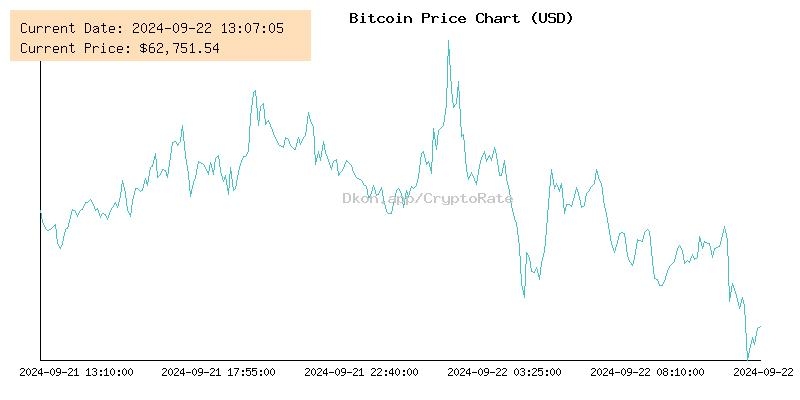 Bitcoin Price Chart (USD)
Current Date: 2024-09-22 13:07:05
Current Price: $62,751.54
Dkon.app/CryptoRate
2024-09-21 13:10:00
2024-09-21 17:55:00
2024-09-21 22:40:00
2024-09-22 03:25:00
2024-09-22 08:10:00
2024-09-22